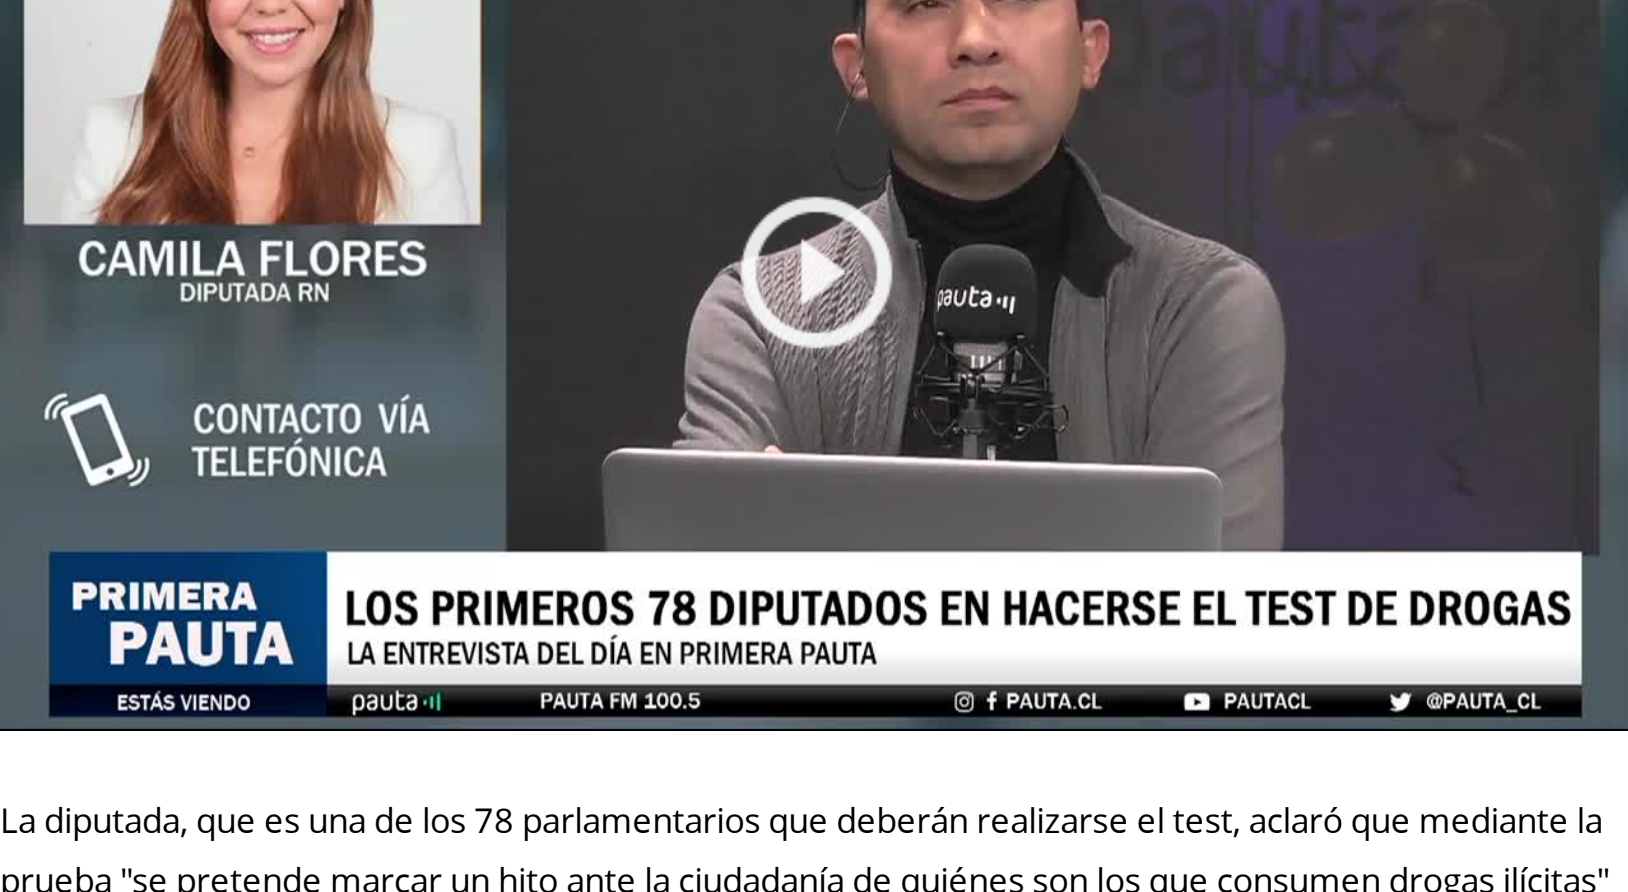 pauta
CAMILA FLORES
DIPUTADA RN
pauta
CONTACTO VÍA
TELEFÓNICA
PRIMERA
PAUTA
LOS PRIMEROS 78 DIPUTADOS EN HACERSE EL TEST DE DROGAS
LA ENTREVISTA DEL DÍA EN PRIMERA PAUTA
ESTÁS VIENDO
pauta
PAUTA FM 100.5
PAUTA.CL
PAUTACL
@PAUTA_CL
La diputada, que es una de los 78 parlamentarios que deberán realizarse el test, aclaró que mediante la
prueba "se pretende marcar un hito ante la ciudadanía de quiénes son los que consumen drogas ilícitas"